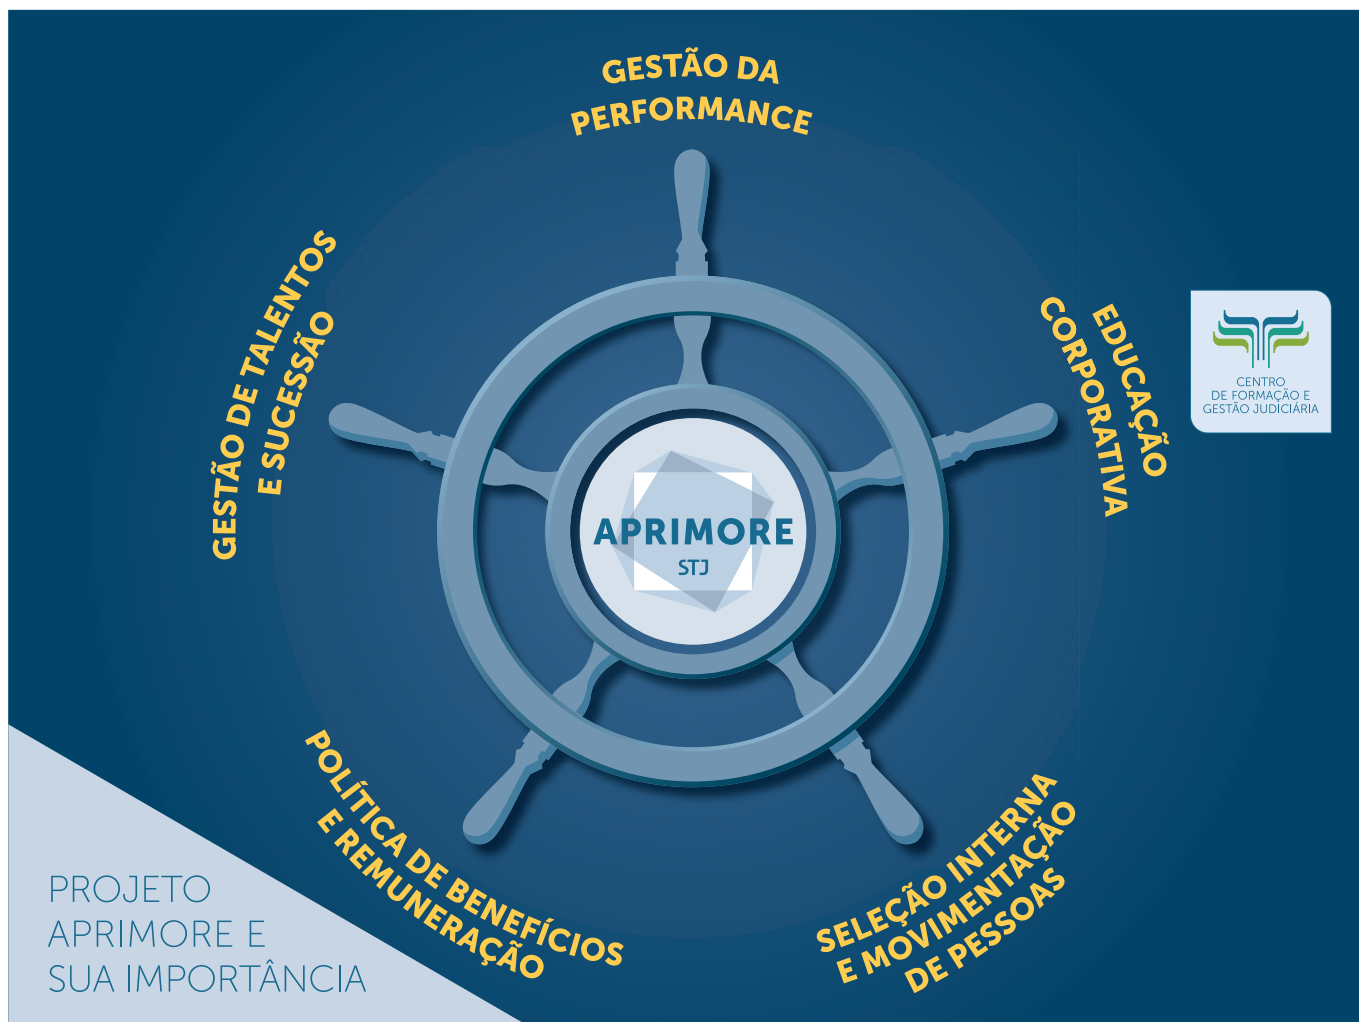 GESTÃO DA
PERFORMANCE
GESTÃO DE TALENTOS
E SUCESSÃO
EDUCAÇÃO
CORPORATIVA
CENTRO
DE FORMAÇÃO E
GESTÃO JUDICIÁRIA
APRIMORE
STJ
POLÍTICA DE BENEFÍCIOS
E REMUNERAÇÃO
SELEÇÃO INTERNA
E MOVIMENTAÇÃO
DE PESSOAS
PROJETO
APRIMORE E
SUA IMPORTÂNCIA